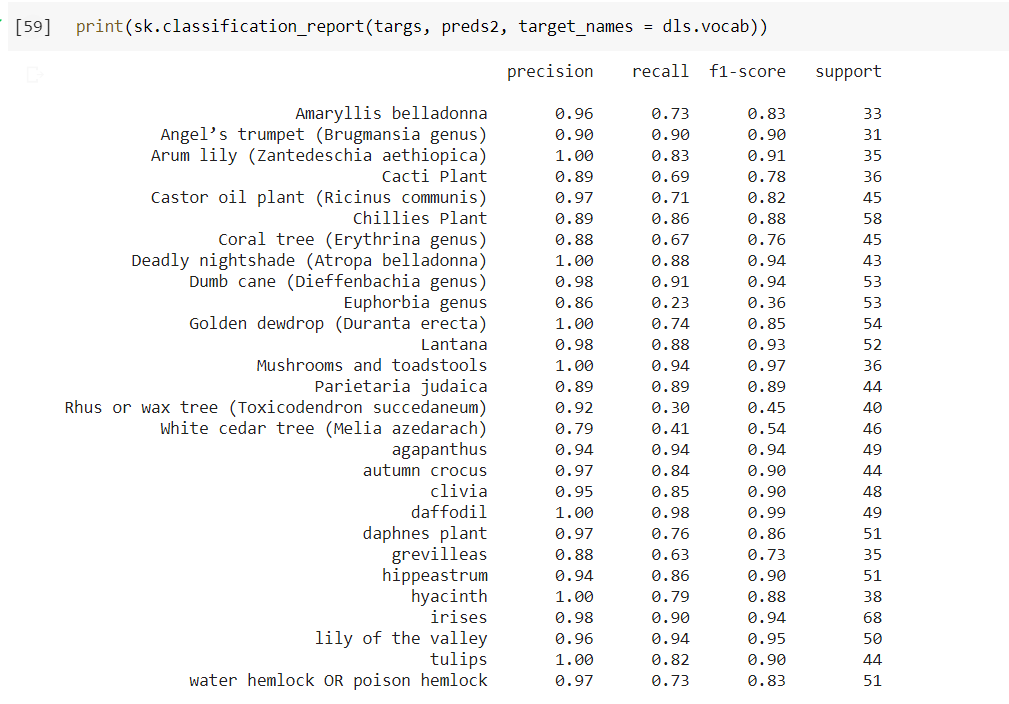 [59] print(sk.classification_report(targs, preds2, target_names = dls.vocab))
precision recall f1-score support
Amaryllis belladonna 0.96 0.73 0.83 33
Angel’s trumpet (Brugmansia genus) 0.90 0.90 0.90 31
Arum lily (Zantedeschia aethiopica) 1.00 0.83 0.91 35
Cacti Plant 0.89 0.69 0.78 36
Castor oil plant (Ricinus communis) 0.97 0.71 0.82 45
Chillies Plant 0.89 0.86 0.88 58
Coral tree (Erythrina genus) 0.88 0.67 0.76 45
Deadly nightshade (Atropa belladonna) 1.00 0.88 0.94 43
Dumb cane (Dieffenbachia genus) 0.98 0.91 0.94 53
Euphorbia genus 0.86 0.23 0.36 53
Golden dewdrop (Duranta erecta) 1.00 0.74 0.85 54
Lantana 0.98 0.88 0.93 52
Mushrooms and toadstools 1.00 0.94 0.97 36
Parietaria judaica 0.89 0.89 0.89 44
Rhus or wax tree (Toxicodendron succedaneum) 0.92 0.30 0.45 40
White cedar tree (Melia azedarach) 0.79 0.41 0.54 46
agapanthus 0.94 0.94 0.94 49
autumn crocus 0.97 0.84 0.90 44
clivia 0.95 0.85 0.90 48
daffodil 1.00 0.98 0.99 49
daphnes plant 0.97 0.76 0.86 51
grevilleas 0.88 0.63 0.73 35
hippeastrum 0.94 0.86 0.90 51
hyacinth 1.00 0.79 0.88 38
irises 0.98 0.90 0.94 68
lily of the valley 0.96 0.94 0.95 50
tulips 1.00 0.82 0.90 44
water hemlock OR poison hemlock 0.97 0.73 0.83 51